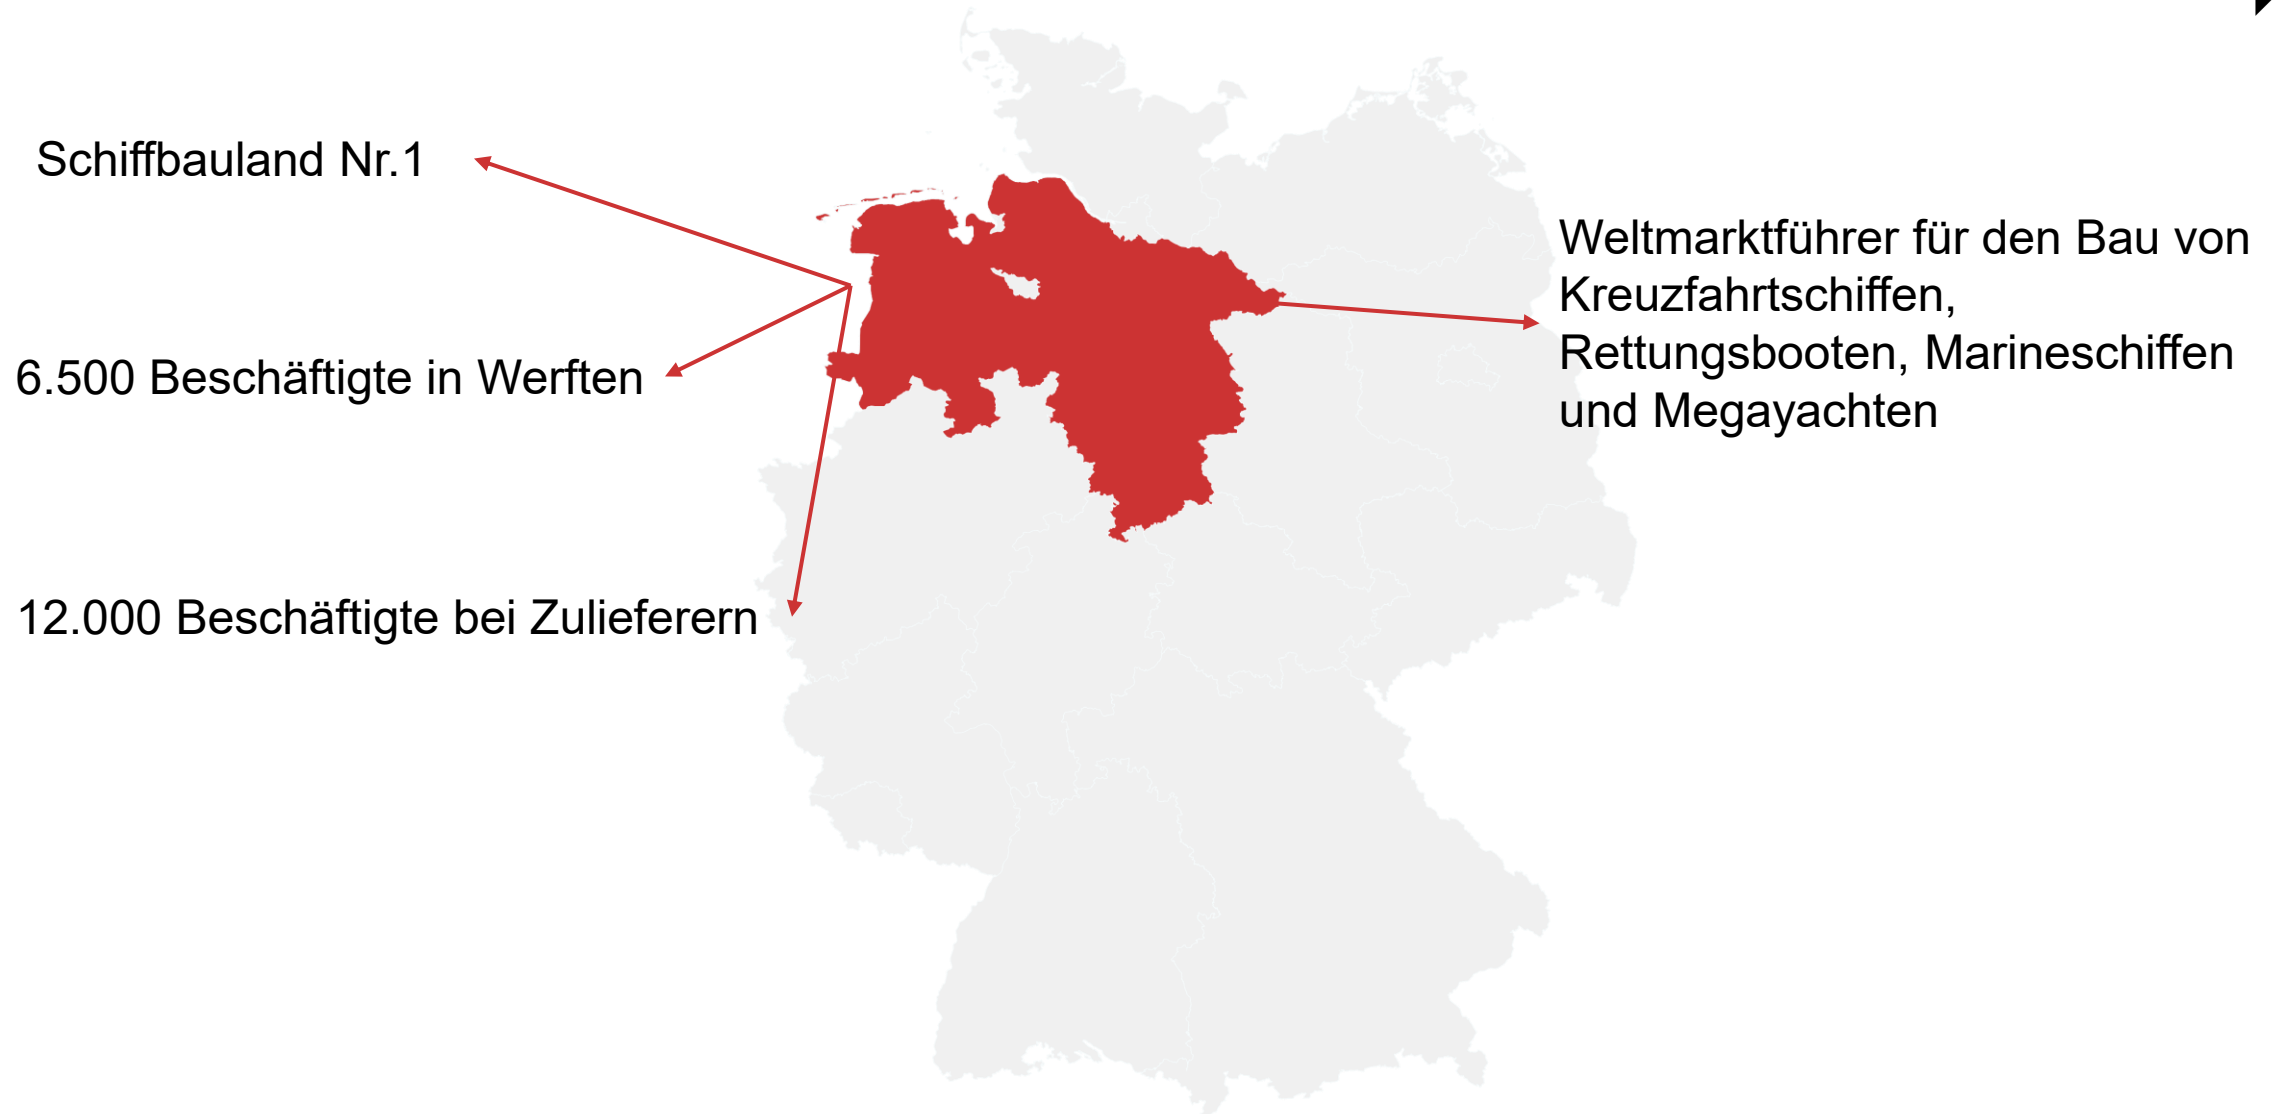 Schiffbauland Nr.1
6.500 Beschäftigte in Werften
12.000 Beschäftigte bei Zulieferern
Weltmarktführer für den Bau von
Kreuzfahrtschiffen,
Rettungsbooten, Marineschiffen
und Megayachten